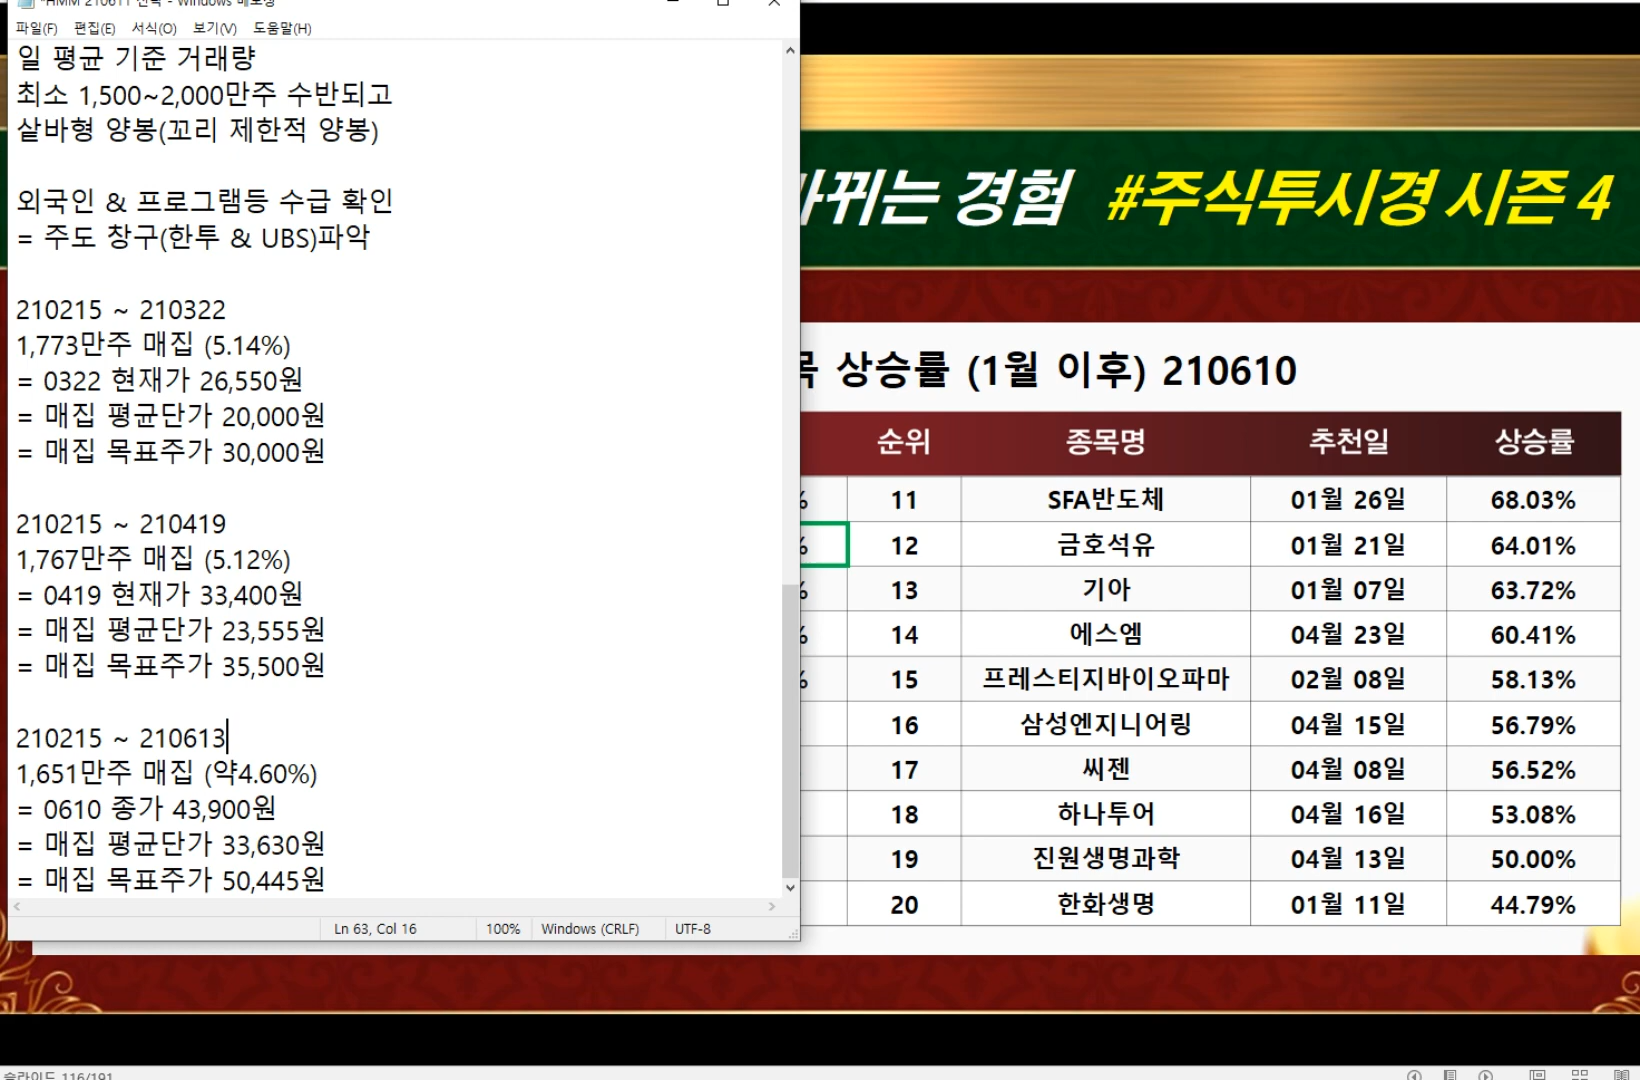 *HMM 210611 전략 - Windows 메모장
파일(F) 편집(E) 서식(O) 보기(V) 도움말(H)
일 평균 기준 거래량
최소 1,500~2,000만주 수반되고
샅바형 양봉(꼬리 제한적 양봉)
외국인 & 프로그램등 수급 확인
= 주도 창구(한투 & UBS)파악
210215 ~ 210322
1,773만주 매집 (5.14%)
= 0322 현재가 26,550원
= 매집 평균단가 20,000원
= 매집 목표주가 30,000원
210215 ~ 210419
1,767만주 매집 (5.12%)
= 0419 현재가 33,400원
= 매집 평균단가 23,555원
= 매집 목표주가 35,500원
210215 ~ 210613
1,651만주 매집 (약4.60%)
= 0610 종가 43,900원
= 매집 평균단가 33,630원
= 매집 목표주가 50,445원
Ln 63, Col 16 100% Windows (CRLF) UTF-8
바뀌는 경험 #주식투시경 시즌 4
목 상승률 (1월 이후) 210610
순위 종목명 추천일 상승률
% 11 SFA반도체 01월 26일 68.03%
% 12 금호석유 01월 21일 64.01%
% 13 기아 01월 07일 63.72%
% 14 에스엠 04월 23일 60.41%
% 15 프레스티지바이오파마 02월 08일 58.13%
16 삼성엔지니어링 04월 15일 56.79%
17 씨젠 04월 08일 56.52%
18 하나투어 04월 16일 53.08%
19 진원생명과학 04월 13일 50.00%
20 한화생명 01월 11일 44.79%
슬라이드 116/191